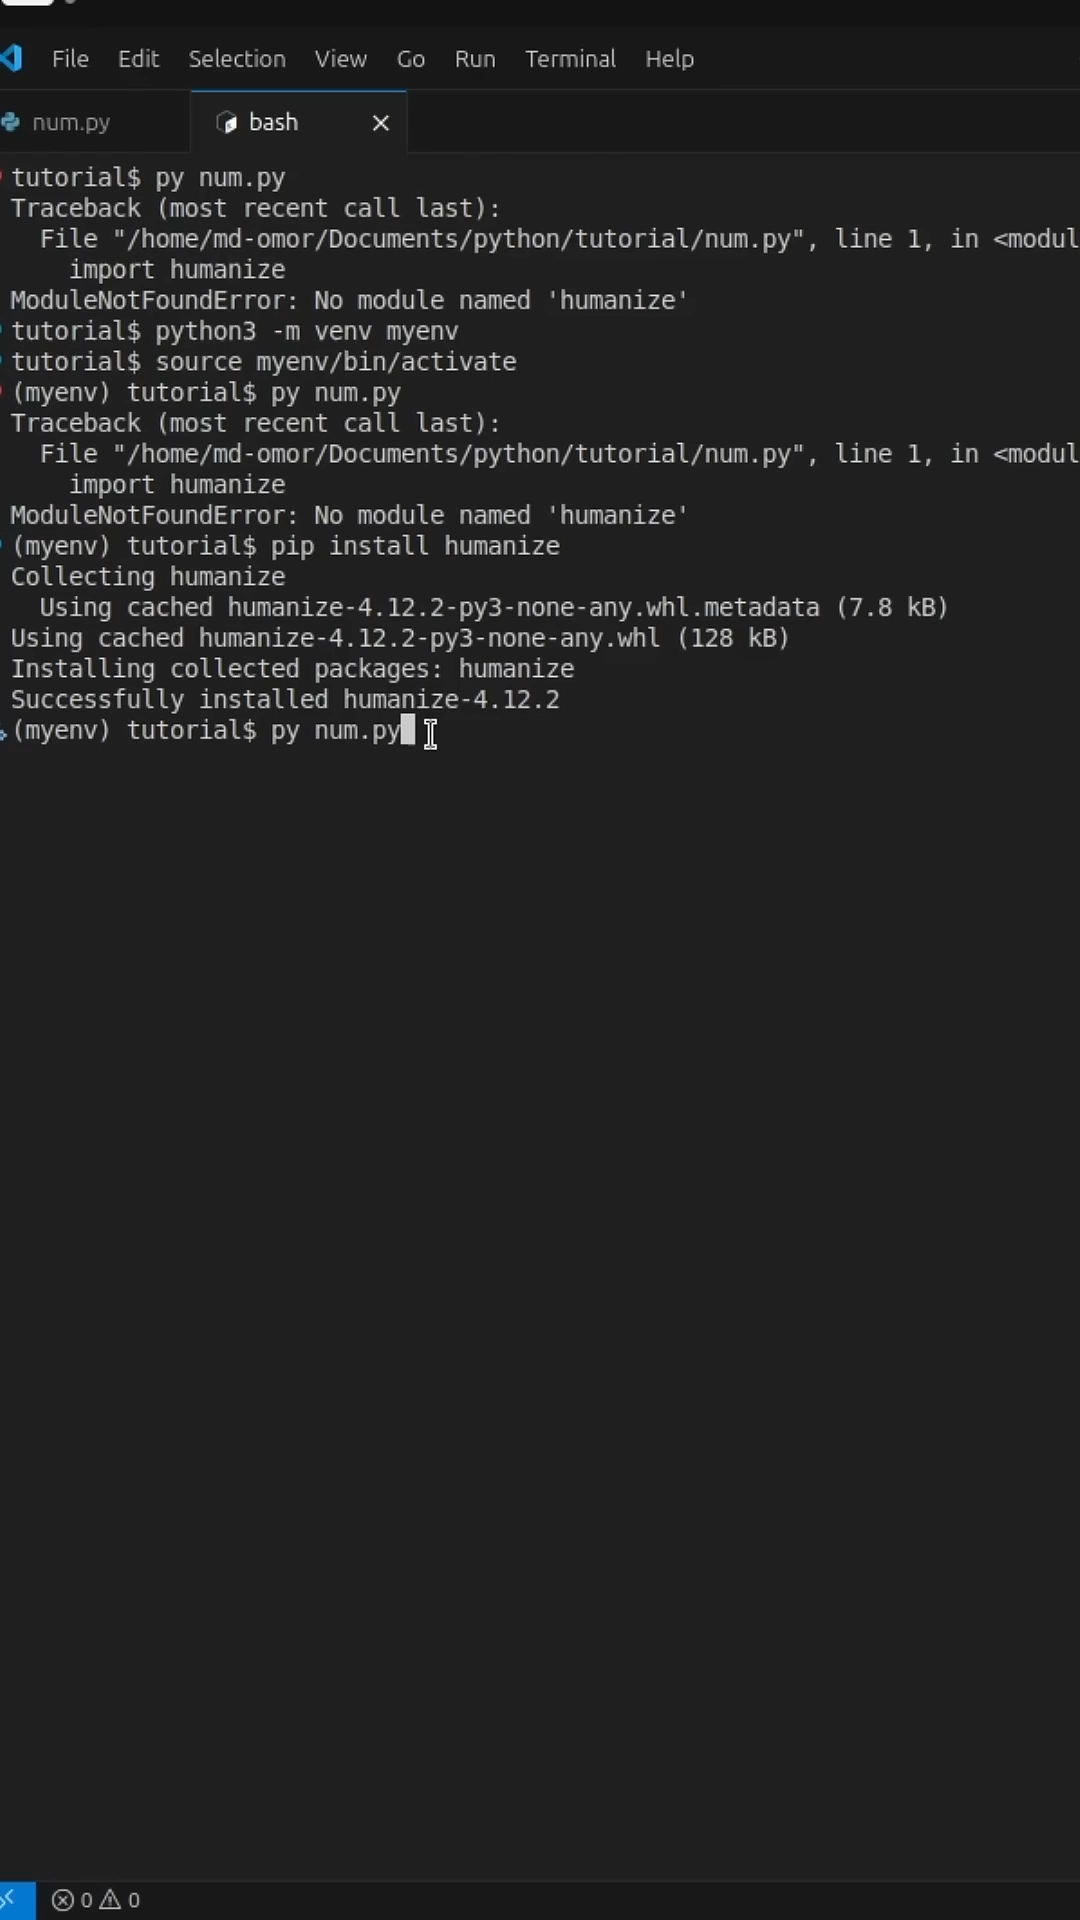 File Edit Selection View Go Run Terminal Help
num.py bash
tutorial$ py num.py
Traceback (most recent call last):
  File "/home/md-omor/Documents/python/tutorial/num.py", line 1, in <modul
    import humanize
ModuleNotFoundError: No module named 'humanize'
tutorial$ python3 -m venv myenv
tutorial$ source myenv/bin/activate
(myenv) tutorial$ py num.py
Traceback (most recent call last):
  File "/home/md-omor/Documents/python/tutorial/num.py", line 1, in <modul
    import humanize
ModuleNotFoundError: No module named 'humanize'
(myenv) tutorial$ pip install humanize
Collecting humanize
  Using cached humanize-4.12.2-py3-none-any.whl.metadata (7.8 kB)
Using cached humanize-4.12.2-py3-none-any.whl (128 kB)
Installing collected packages: humanize
Successfully installed humanize-4.12.2
(myenv) tutorial$ py num.py
0 0